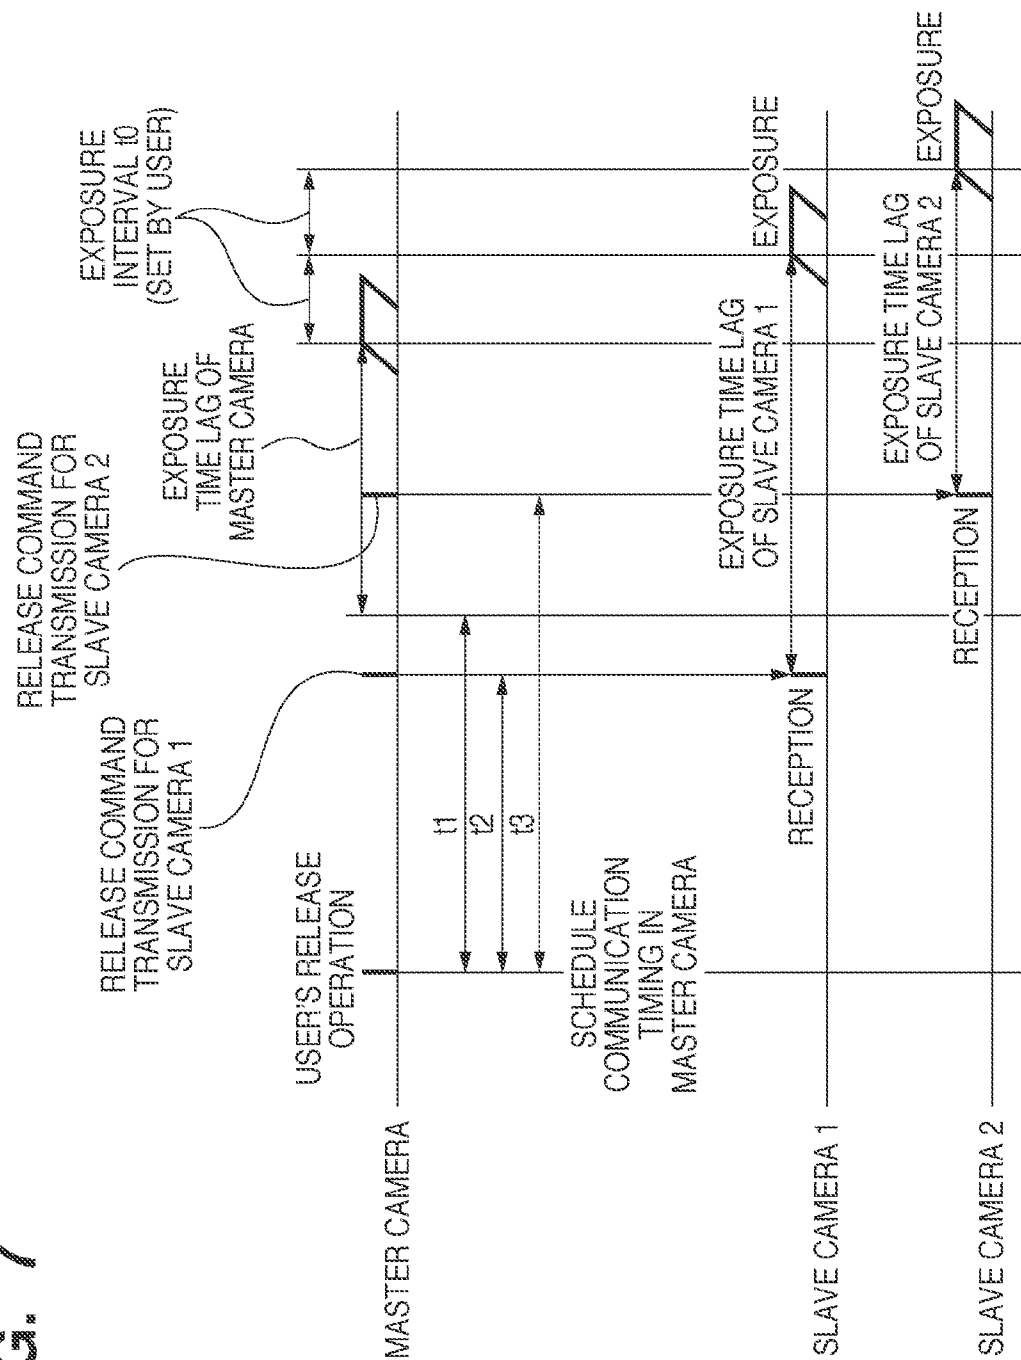 G. 7
RELEASE COMMAND
TRANSMISSION FOR
SLAVE CAMERA 2
RELEASE COMMAND
TRANSMISSION FOR
SLAVE CAMERA 1
EXPOSURE
INTERVAL t0
(SET BY USER)
EXPOSURE
TIME LAG OF
MASTER CAMERA
USER'S RELEASE
OPERATION
MASTER CAMERA
t1
t2
t3
SCHEDULE
COMMUNICATION
TIMING IN
MASTER CAMERA
EXPOSURE TIME LAG
OF SLAVE CAMERA 1
EXPOSURE
RECEPTION
SLAVE CAMERA 1
EXPOSURE TIME LAG
OF SLAVE CAMERA 2
EXPOSURE
RECEPTION
SLAVE CAMERA 2